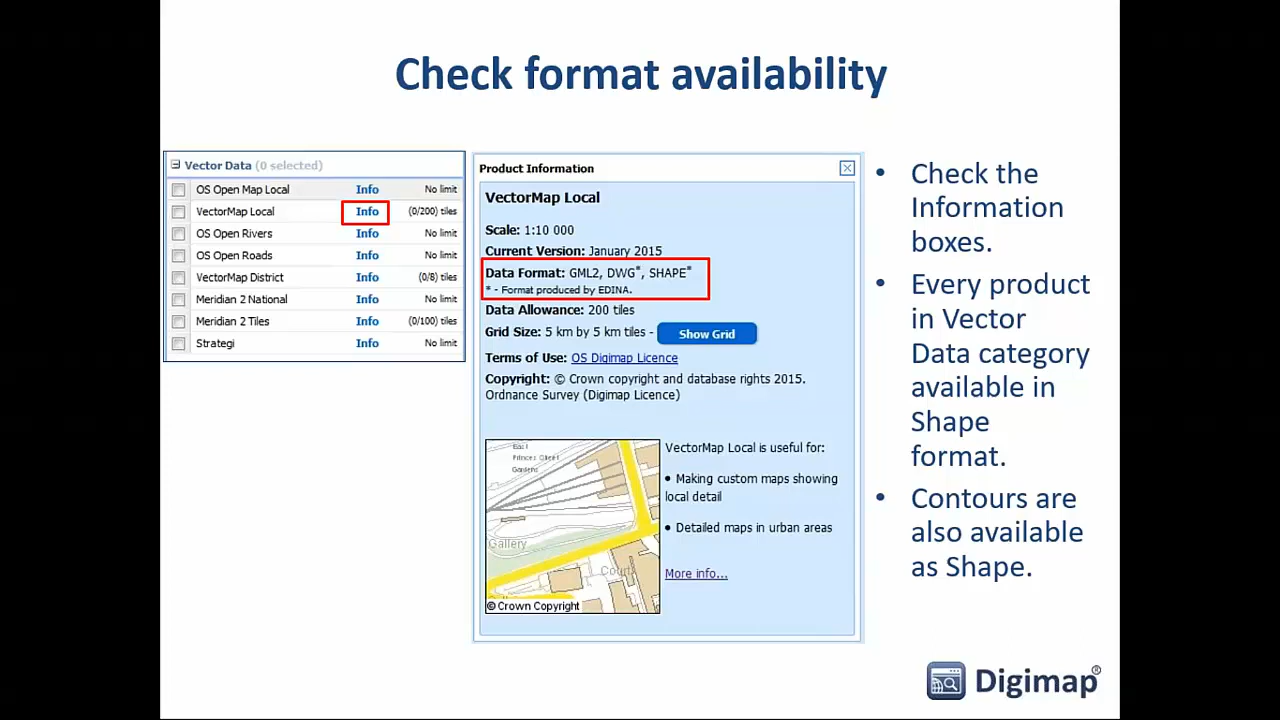 Check format availability
Vector Data (0 selected)
OS Open Map Local Info No limit
VectorMap Local Info (0/200) tiles
OS Open Rivers Info No limit
OS Open Roads Info No limit
VectorMap District Info (0/8) tiles
Meridian 2 National Info No limit
Meridian 2 Tiles Info (0/100) tiles
Strategi Info No limit
Product Information
VectorMap Local
Scale: 1:10 000
Current Version: January 2015
Data Format: GML2, DWG*, SHAPE*
* - Format produced by EDINA.
Data Allowance: 200 tiles
Grid Size: 5 km by 5 km tiles - Show Grid
Terms of Use: OS Digimap Licence
Copyright: © Crown copyright and database rights 2015.
Ordnance Survey (Digimap Licence)
East
Princes Street
Gardens
Gallery
Courts
© Crown Copyright
VectorMap Local is useful for:
• Making custom maps showing
local detail
• Detailed maps in urban areas
More info...
• Check the
Information
boxes.
• Every product
in Vector
Data category
available in
Shape
format.
• Contours are
also available
as Shape.
Digimap®